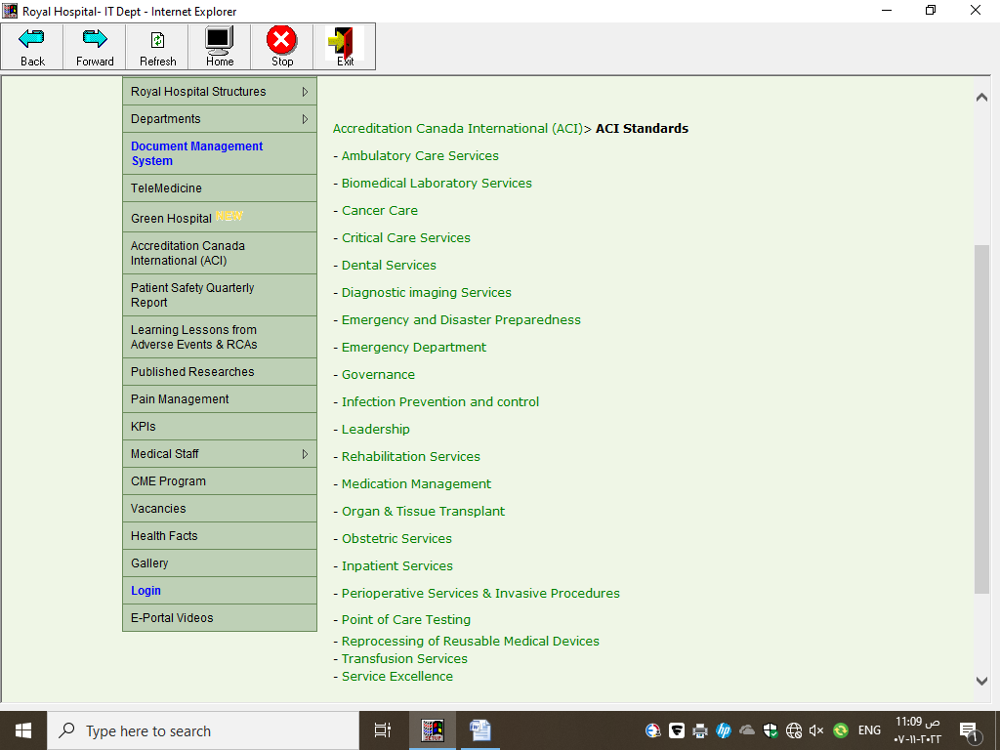 Royal Hospital- IT Dept - Internet Explorer
Back
Forward
Refresh
Home
Stop
Exit
Royal Hospital Structures
Departments
Document Management
System
TeleMedicine
Green Hospital NEW
Accreditation Canada
International (ACI)
Patient Safety Quarterly
Report
Learning Lessons from
Adverse Events & RCAs
Published Researches
Pain Management
KPIs
Medical Staff
CME Program
Vacancies
Health Facts
Gallery
Login
E-Portal Videos
Accreditation Canada International (ACI)> ACI Standards
- Ambulatory Care Services
- Biomedical Laboratory Services
- Cancer Care
- Critical Care Services
- Dental Services
- Diagnostic imaging Services
- Emergency and Disaster Preparedness
- Emergency Department
- Governance
- Infection Prevention and control
- Leadership
- Rehabilitation Services
- Medication Management
- Organ & Tissue Transplant
- Obstetric Services
- Inpatient Services
- Perioperative Services & Invasive Procedures
- Point of Care Testing
- Reprocessing of Reusable Medical Devices
- Transfusion Services
- Service Excellence
Type here to search
ENG
11:09 ص
٠٧-١١-٢٠٢٢
1